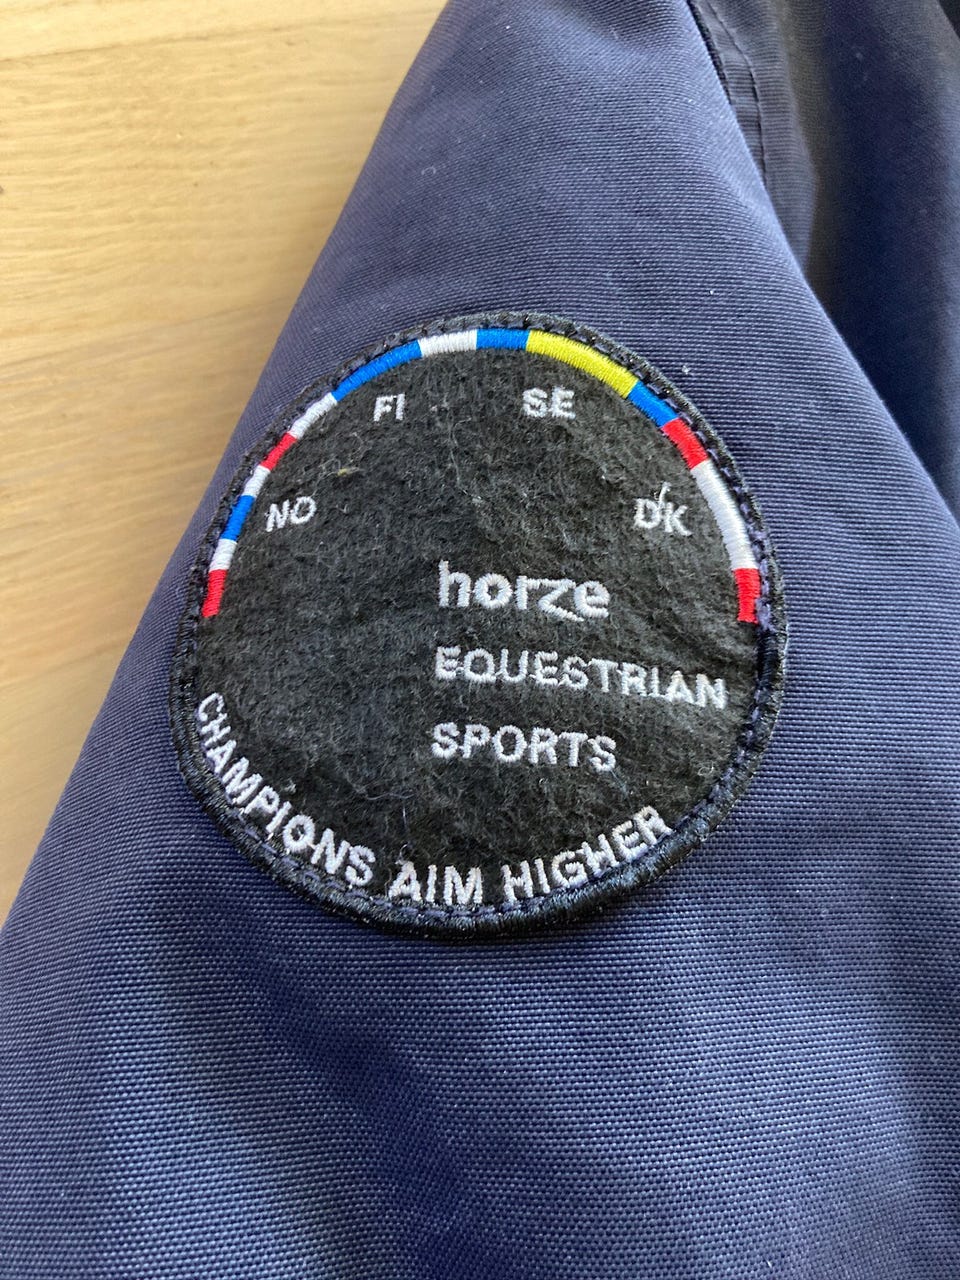 FI
SE
NO
DK
horze
EQUESTRIAN
SPORTS
CHAMPIONS AIM HIGHER